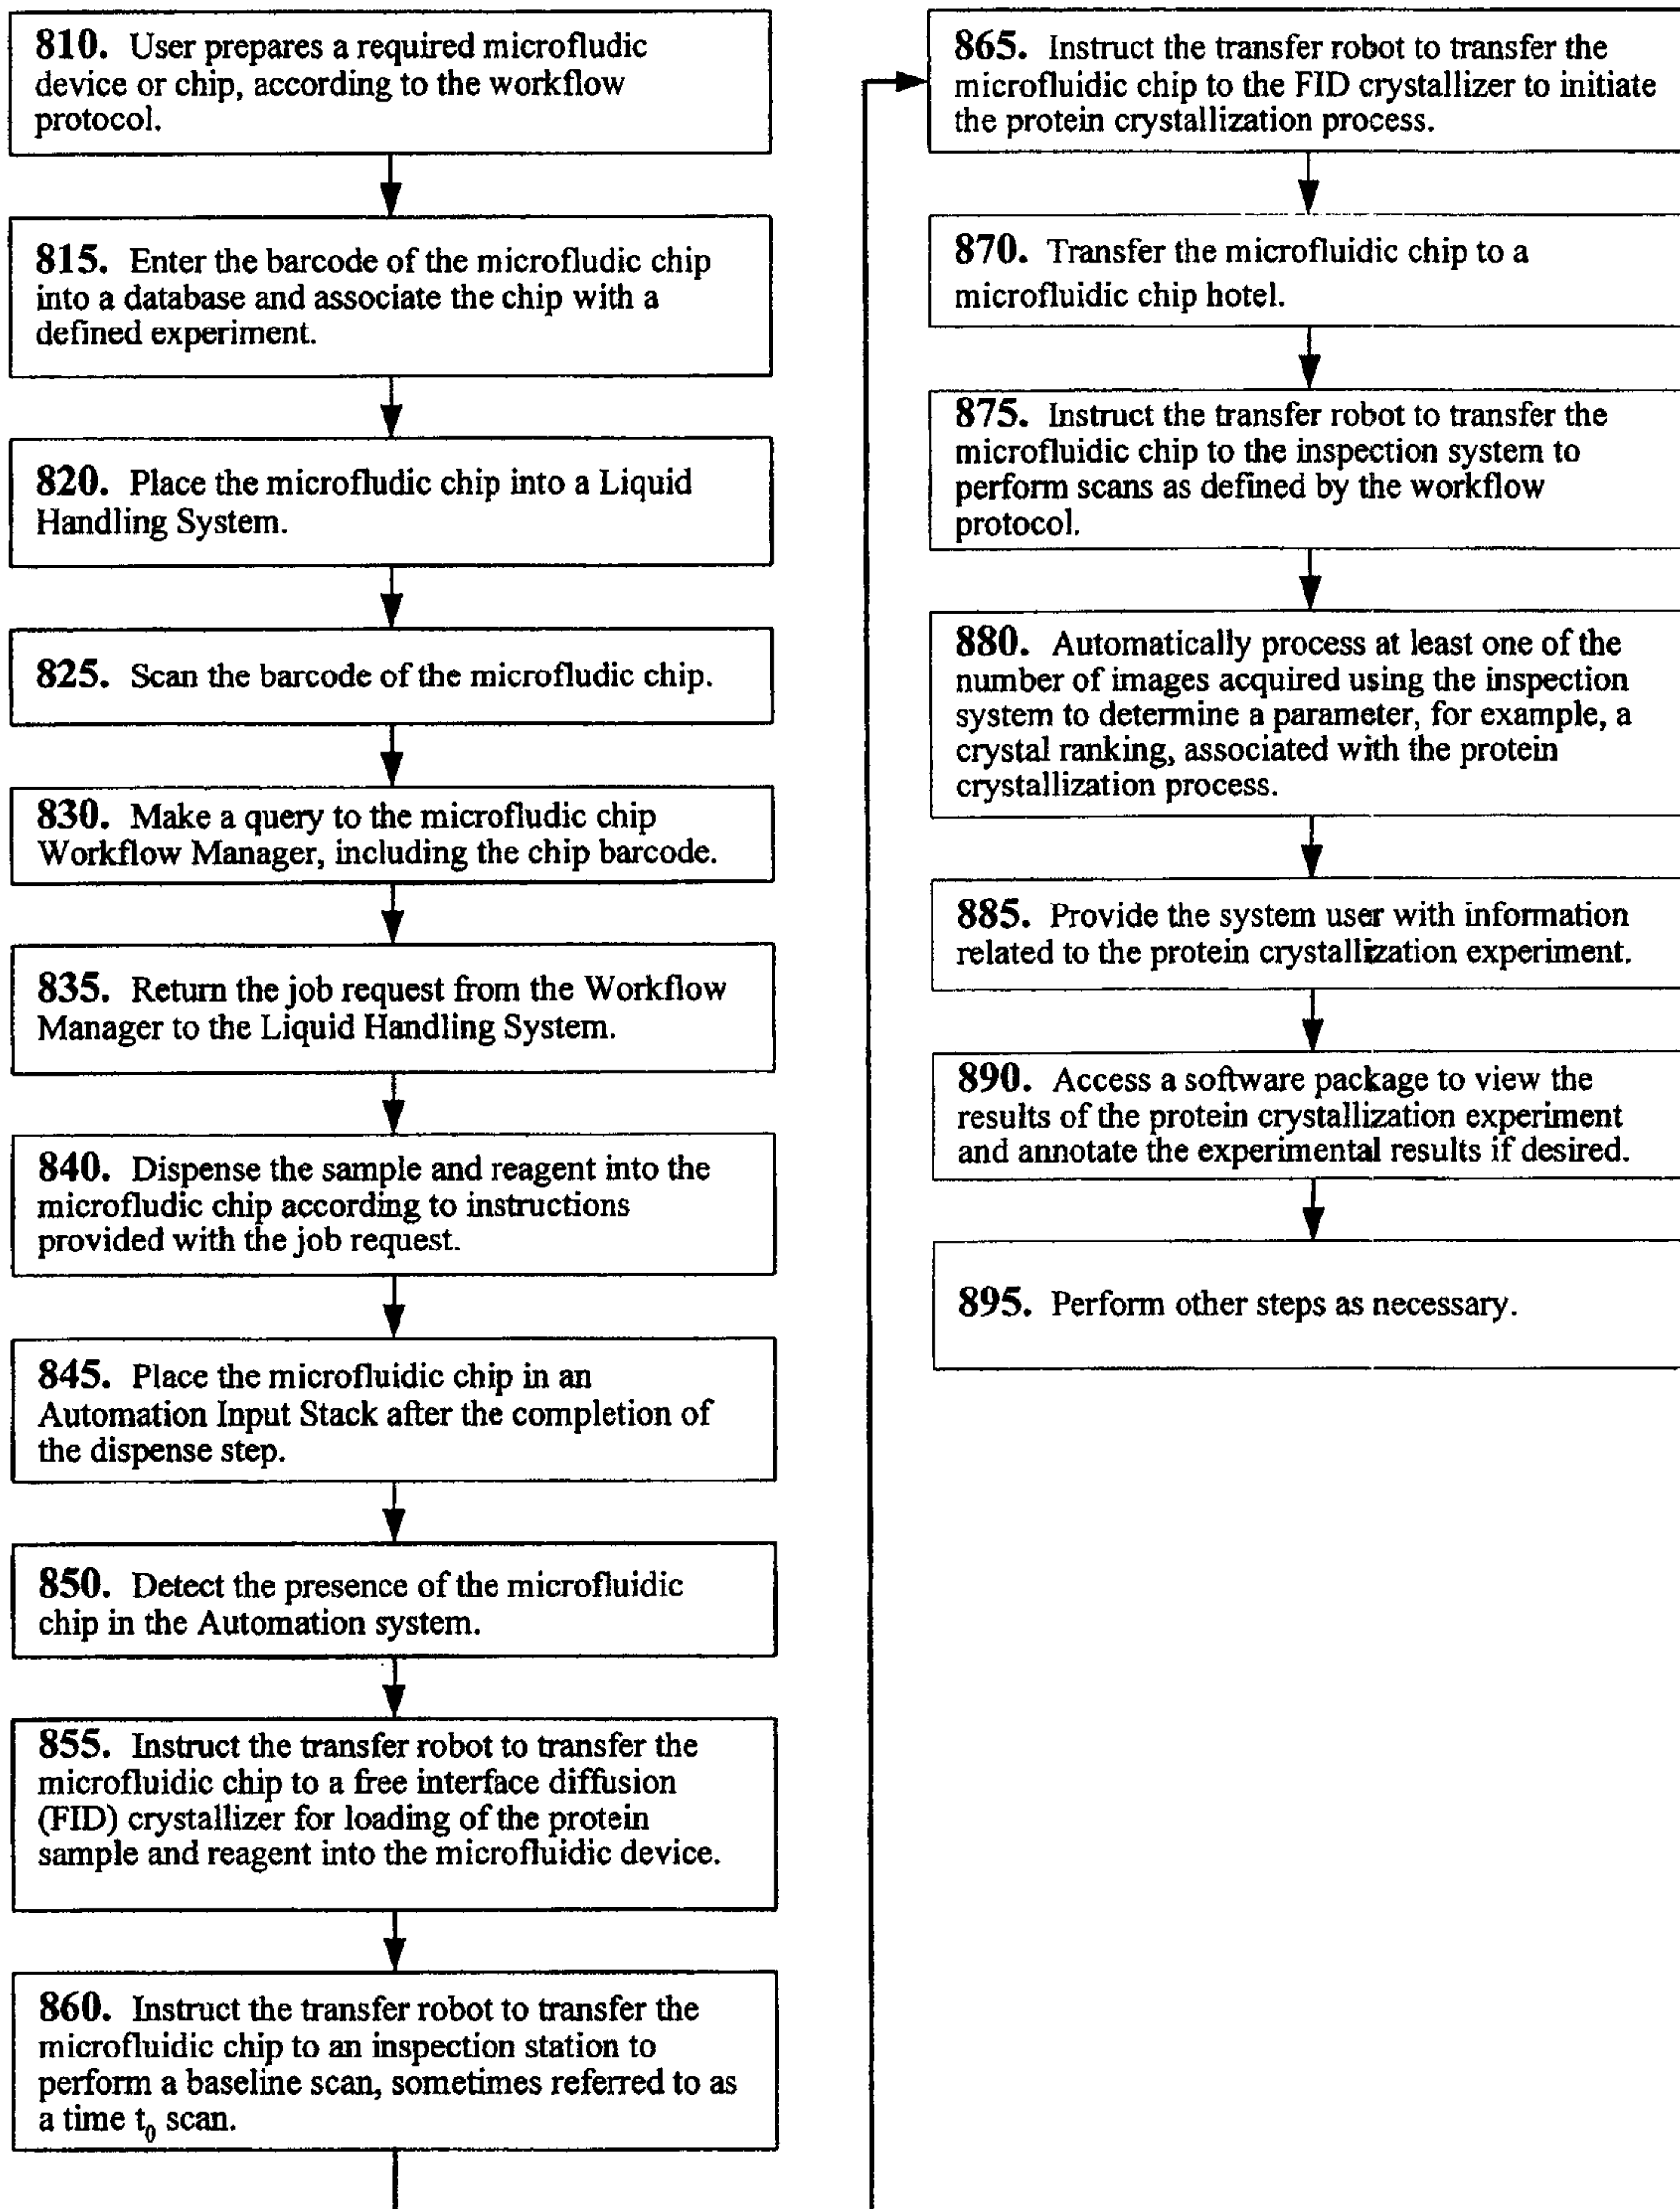 810. User prepares a required microfludic
device or chip, according to the workflow
protocol.
815. Enter the barcode of the microfludic chip
into a database and associate the chip with a
defined experiment.
820. Place the microfludic chip into a Liquid
Handling System.
825. Scan the barcode of the microfludic chip.
830. Make a query to the microfludic chip
Workflow Manager, including the chip barcode.
835. Return the job request from the Workflow
Manager to the Liquid Handling System.
840. Dispense the sample and reagent into the
microfludic chip according to instructions
provided with the job request.
845. Place the microfluidic chip in an
Automation Input Stack after the completion of
the dispense step.
850. Detect the presence of the microfluidic
chip in the Automation system.
855. Instruct the transfer robot to transfer the
microfluidic chip to a free interface diffusion
(FID) crystallizer for loading of the protein
sample and reagent into the microfluidic device.
860. Instruct the transfer robot to transfer the
microfluidic chip to an inspection station to
perform a baseline scan, sometimes referred to as
a time t₀ scan.
865. Instruct the transfer robot to transfer the
microfluidic chip to the FID crystallizer to initiate
the protein crystallization process.
870. Transfer the microfluidic chip to a
microfluidic chip hotel.
875. Instruct the transfer robot to transfer the
microfluidic chip to the inspection system to
perform scans as defined by the workflow
protocol.
880. Automatically process at least one of the
number of images acquired using the inspection
system to determine a parameter, for example, a
crystal ranking, associated with the protein
crystallization process.
885. Provide the system user with information
related to the protein crystallization experiment.
890. Access a software package to view the
results of the protein crystallization experiment
and annotate the experimental results if desired.
895. Perform other steps as necessary.